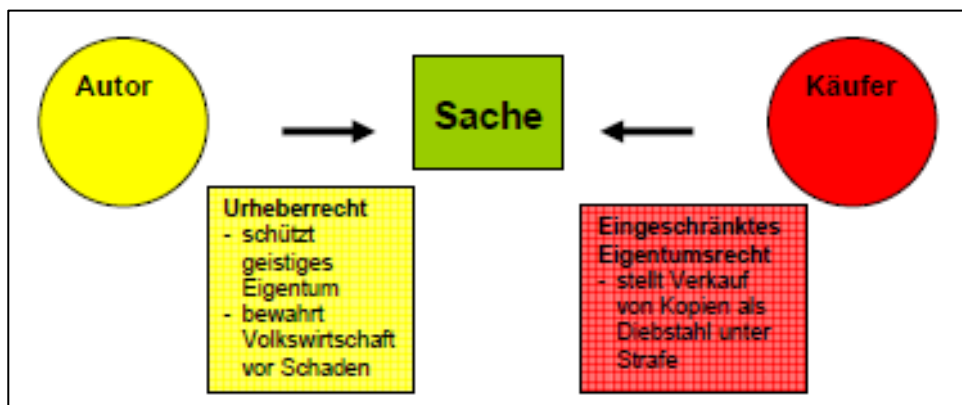 Autor
Sache
Käufer
Urheberrecht
- schützt
geistiges
Eigentum
- bewahrt
Volkswirtschaft
vor Schaden
Eingeschränktes
Eigentumsrecht
- stellt Verkauf
von Kopien als
Diebstahl unter
Strafe